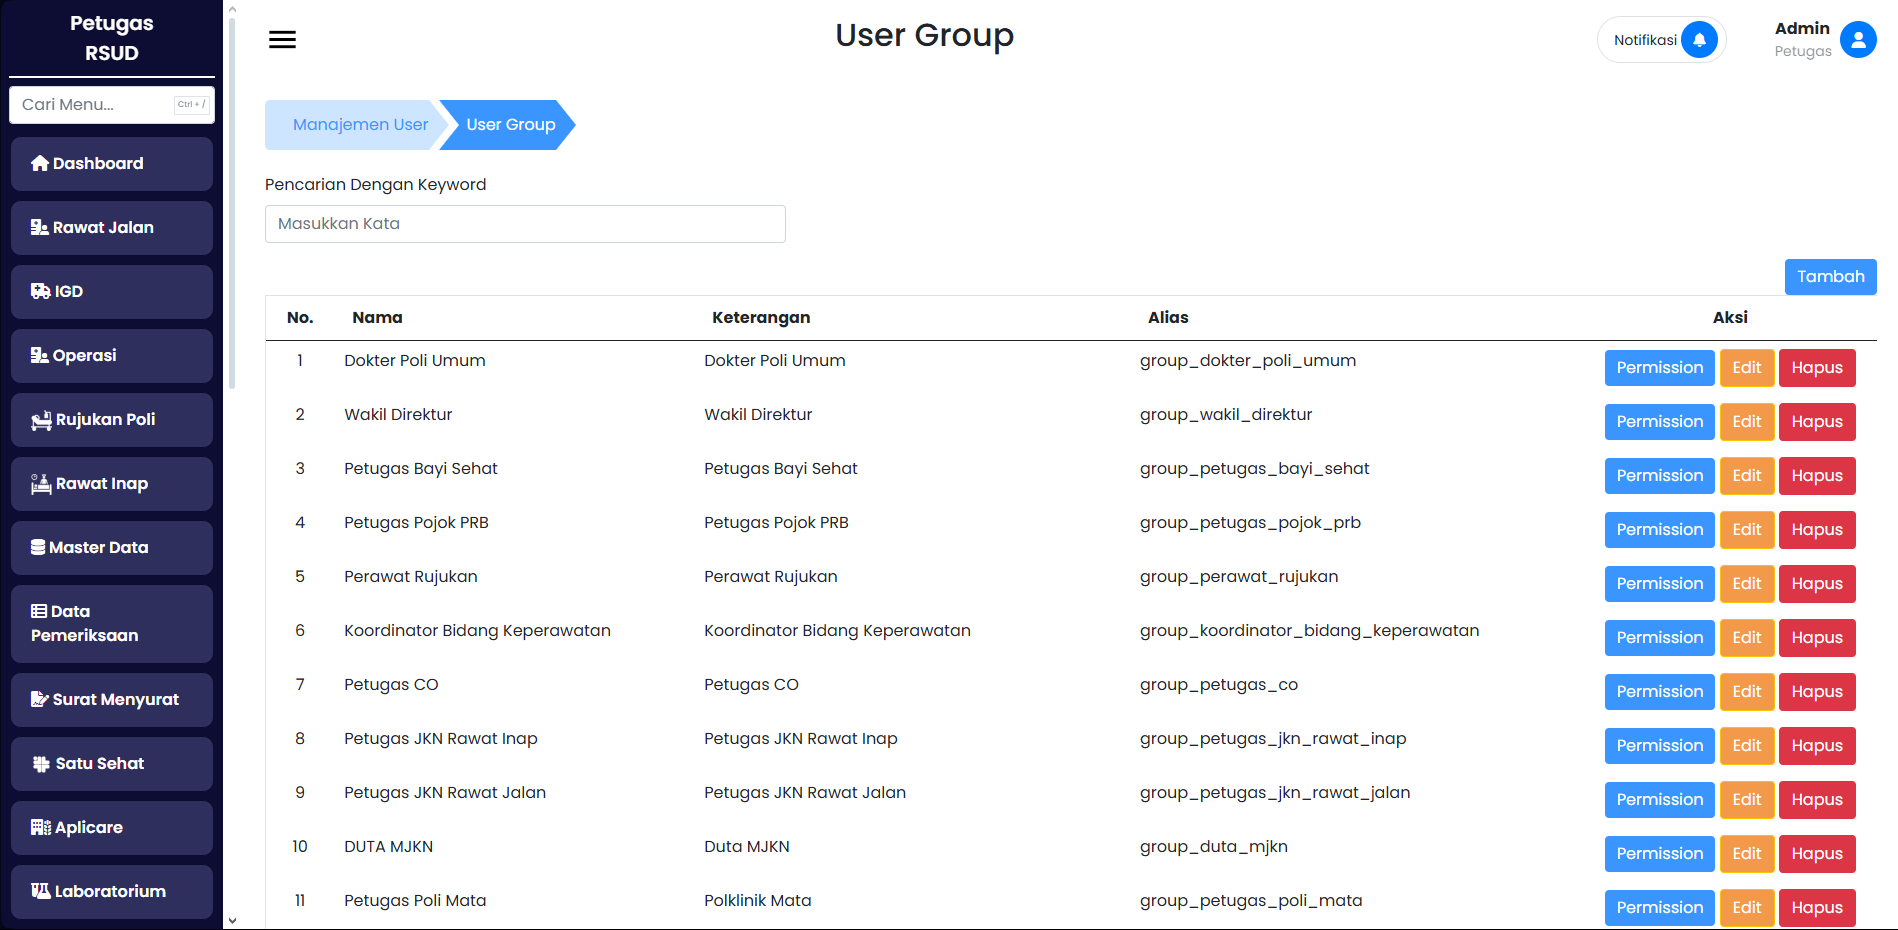 Petugas
RSUD
Cari Menu...
Ctrl + /
Dashboard
Rawat Jalan
IGD
Operasi
Rujukan Poli
Rawat Inap
Master Data
Data
Pemeriksaan
Surat Menyurat
Satu Sehat
Aplicare
Laboratorium
User Group
Notifikasi
Admin
Petugas
Manajemen User
User Group
Pencarian Dengan Keyword
Masukkan Kata
Tambah
No. Nama Keterangan Alias Aksi
1 Dokter Poli Umum Dokter Poli Umum group_dokter_poli_umum Permission Edit Hapus
2 Wakil Direktur Wakil Direktur group_wakil_direktur Permission Edit Hapus
3 Petugas Bayi Sehat Petugas Bayi Sehat group_petugas_bayi_sehat Permission Edit Hapus
4 Petugas Pojok PRB Petugas Pojok PRB group_petugas_pojok_prb Permission Edit Hapus
5 Perawat Rujukan Perawat Rujukan group_perawat_rujukan Permission Edit Hapus
6 Koordinator Bidang Keperawatan Koordinator Bidang Keperawatan group_koordinator_bidang_keperawatan Permission Edit Hapus
7 Petugas CO Petugas CO group_petugas_co Permission Edit Hapus
8 Petugas JKN Rawat Inap Petugas JKN Rawat Inap group_petugas_jkn_rawat_inap Permission Edit Hapus
9 Petugas JKN Rawat Jalan Petugas JKN Rawat Jalan group_petugas_jkn_rawat_jalan Permission Edit Hapus
10 DUTA MJKN Duta MJKN group_duta_mjkn Permission Edit Hapus
11 Petugas Poli Mata Polklinik Mata group_petugas_poli_mata Permission Edit Hapus